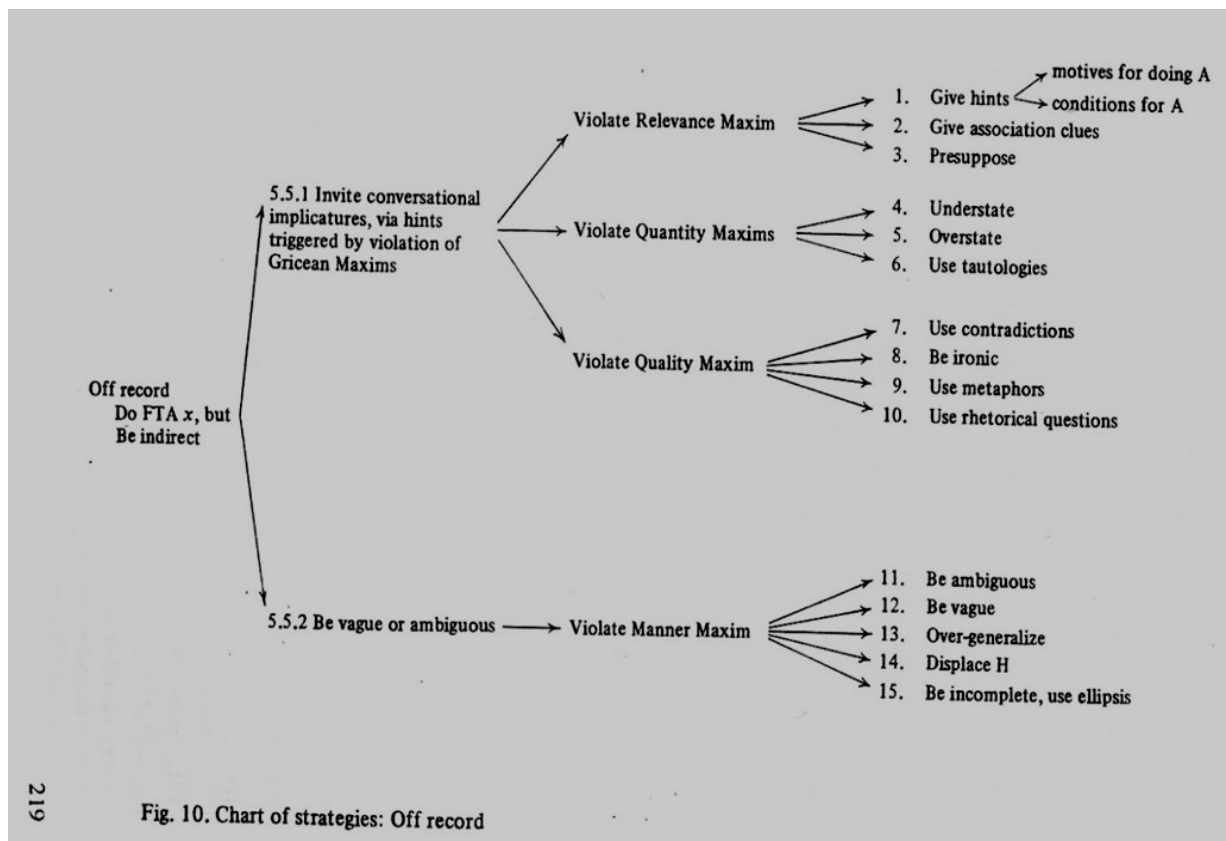 Off record
Do FTA x, but
Be indirect
5.5.1 Invite conversational
implicatures, via hints
triggered by violation of
Gricean Maxims
Violate Relevance Maxim
1. Give hints
motives for doing A
conditions for A
2. Give association clues
3. Presuppose
Violate Quantity Maxims
4. Understate
5. Overstate
6. Use tautologies
Violate Quality Maxim
7. Use contradictions
8. Be ironic
9. Use metaphors
10. Use rhetorical questions
5.5.2 Be vague or ambiguous
Violate Manner Maxim
11. Be ambiguous
12. Be vague
13. Over-generalize
14. Displace H
15. Be incomplete, use ellipsis
219
Fig. 10. Chart of strategies: Off record